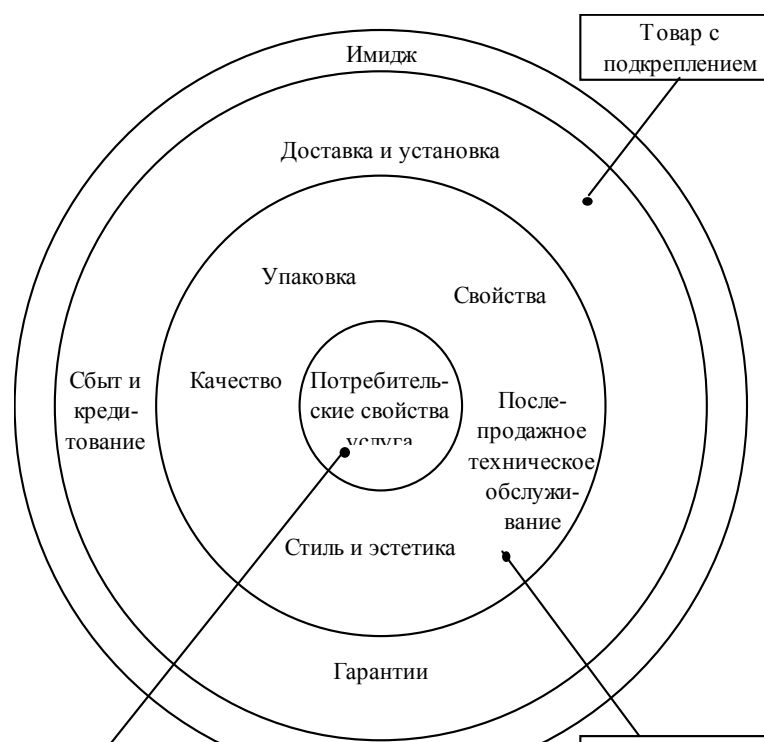 Имидж
Товар с
подкреплением
Доставка и установка
Упаковка
Свойства
Сбыт и
креди-
тование
Качество
Потребитель-
ские свойства
услуга
После-
продажное
техническое
обслужи-
вание
Стиль и эстетика
Гарантии